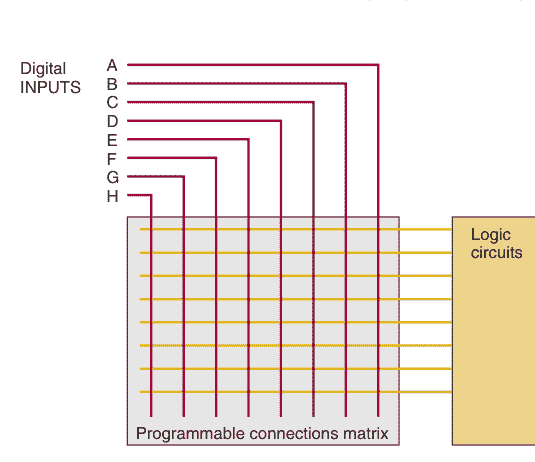 Digital
INPUTS
A
B
C
D
E
F
G
H
Logic
circuits
Programmable connections matrix